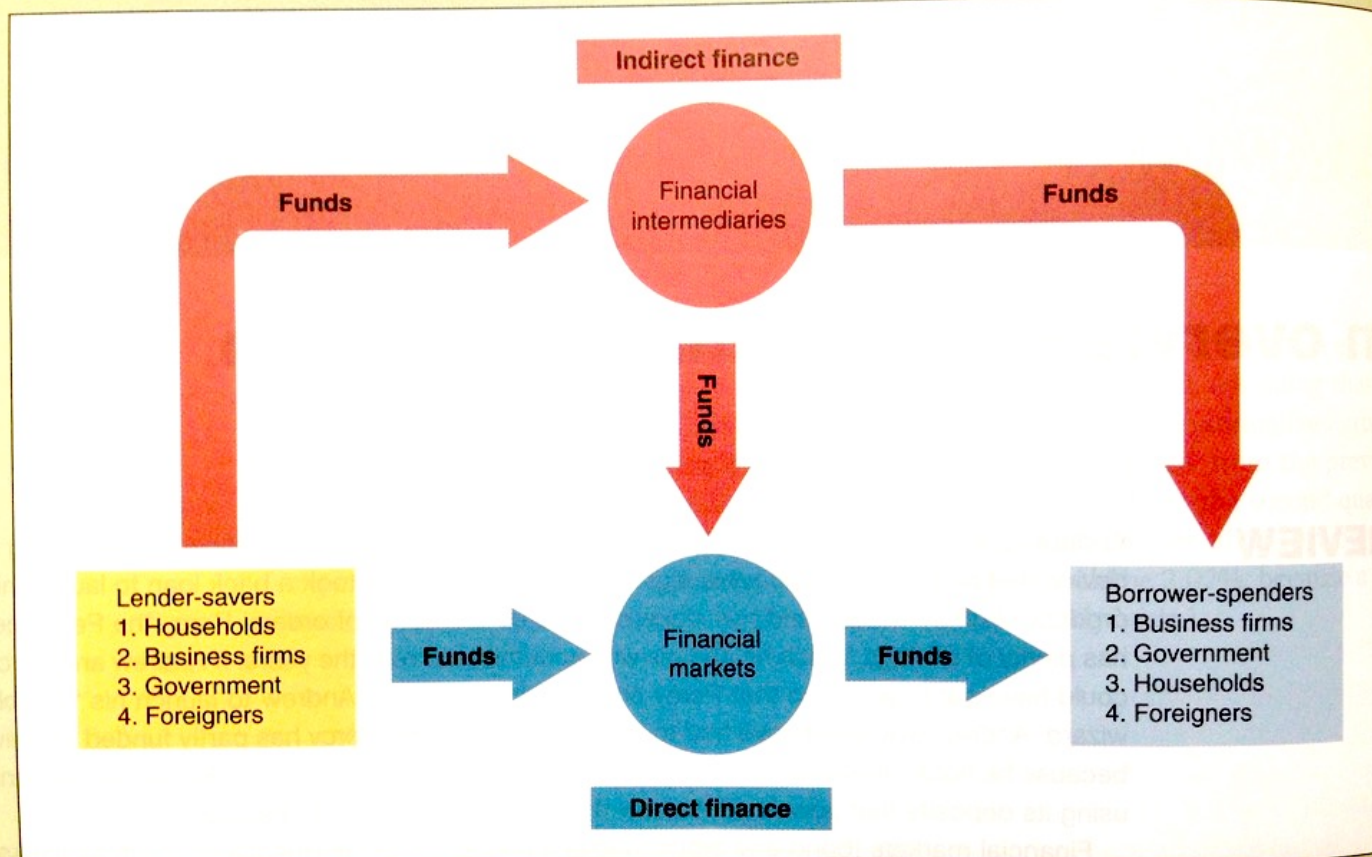 Indirect finance
Funds
Financial
intermediaries
Funds
Funds
Lender-savers
1. Households
2. Business firms
3. Government
4. Foreigners
Funds
Financial
markets
Funds
Borrower-spenders
1. Business firms
2. Government
3. Households
4. Foreigners
Direct finance
EVIEW